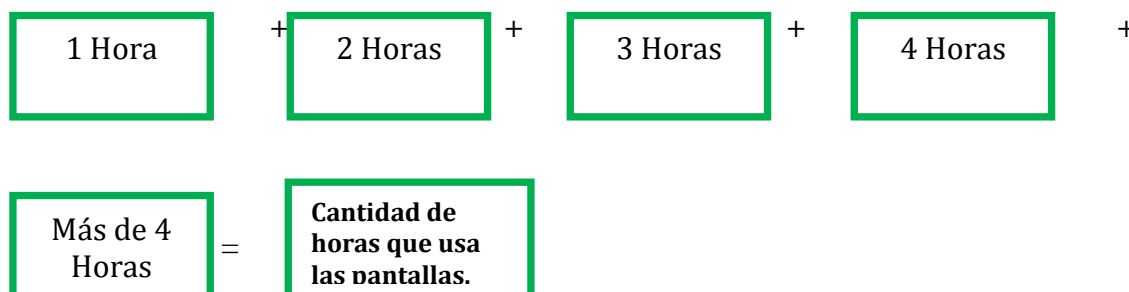 1 Hora + 2 Horas + 3 Horas + 4 Horas +
Más de 4
Horas
=
Cantidad de
horas que usa
las pantallas.